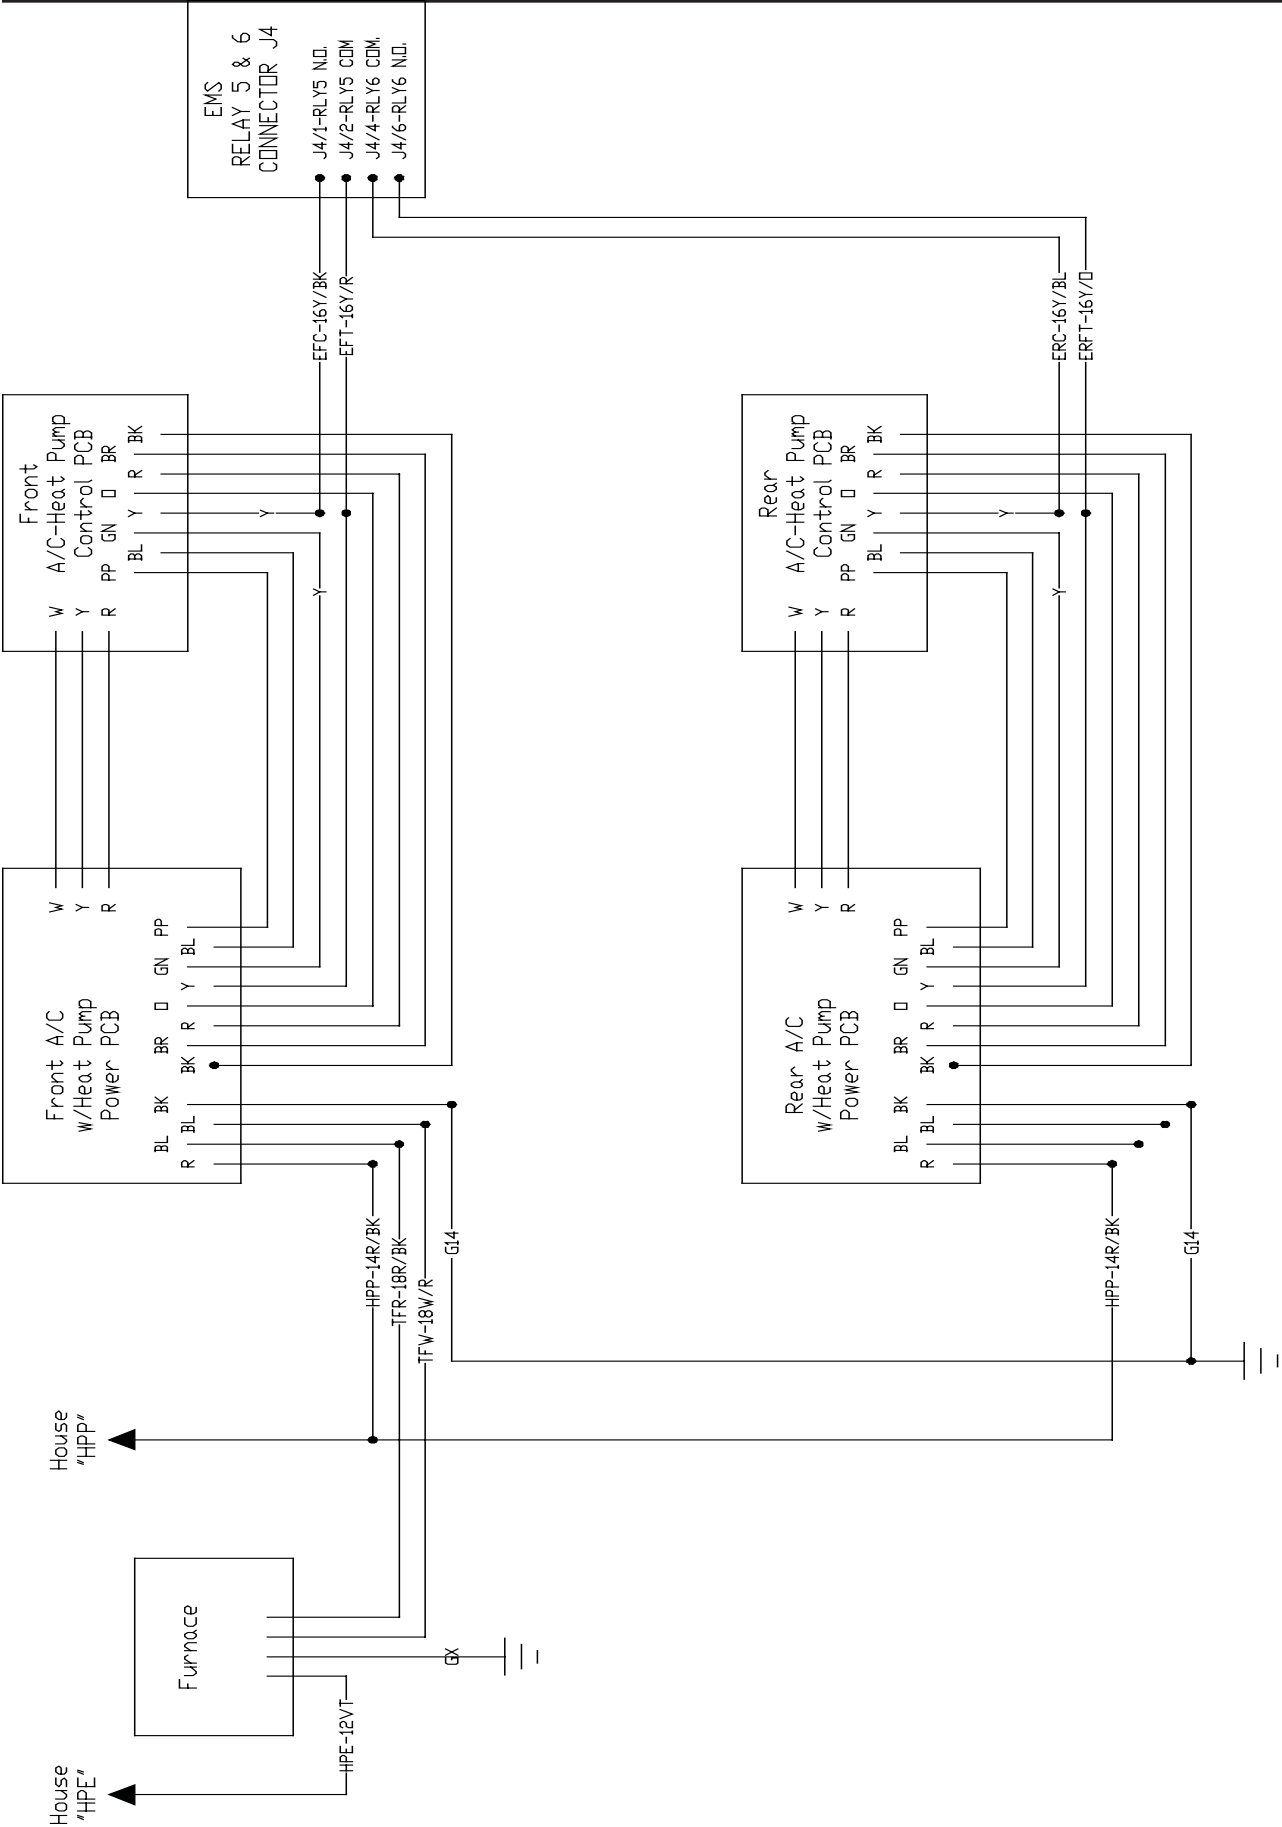 EMS
RELAY 5 & 6
CONNECTOR J4
J4/1-RLY5 N.O.
J4/2-RLY5 COM
J4/4-RLY6 COM.
J4/6-RLY6 N.O.
EFC-16Y/BK
EFT-16Y/R
ERC-16Y/BL
ERFT-16Y/O
Front
A/C-Heat Pump
Control PCB
BK
BR
R
O
Y
GN
BL
PP
W
Y
R
Y
Y
Rear
A/C-Heat Pump
Control PCB
BK
BR
R
O
Y
GN
BL
PP
W
Y
R
Y
Y
Front A/C
w/Heat Pump
Power PCB
W
Y
R
PP
BL
GN
Y
O
R
BR
BK
BK
BL
BL
R
Rear A/C
w/Heat Pump
Power PCB
W
Y
R
PP
BL
GN
Y
O
R
BR
BK
BK
BL
BL
R
HPP-14R/BK
TFR-18R/BK
TFW-18W/R
G14
HPP-14R/BK
G14
House
"HPP"
Furnace
GX
HPE-12VT
House
"HPE"